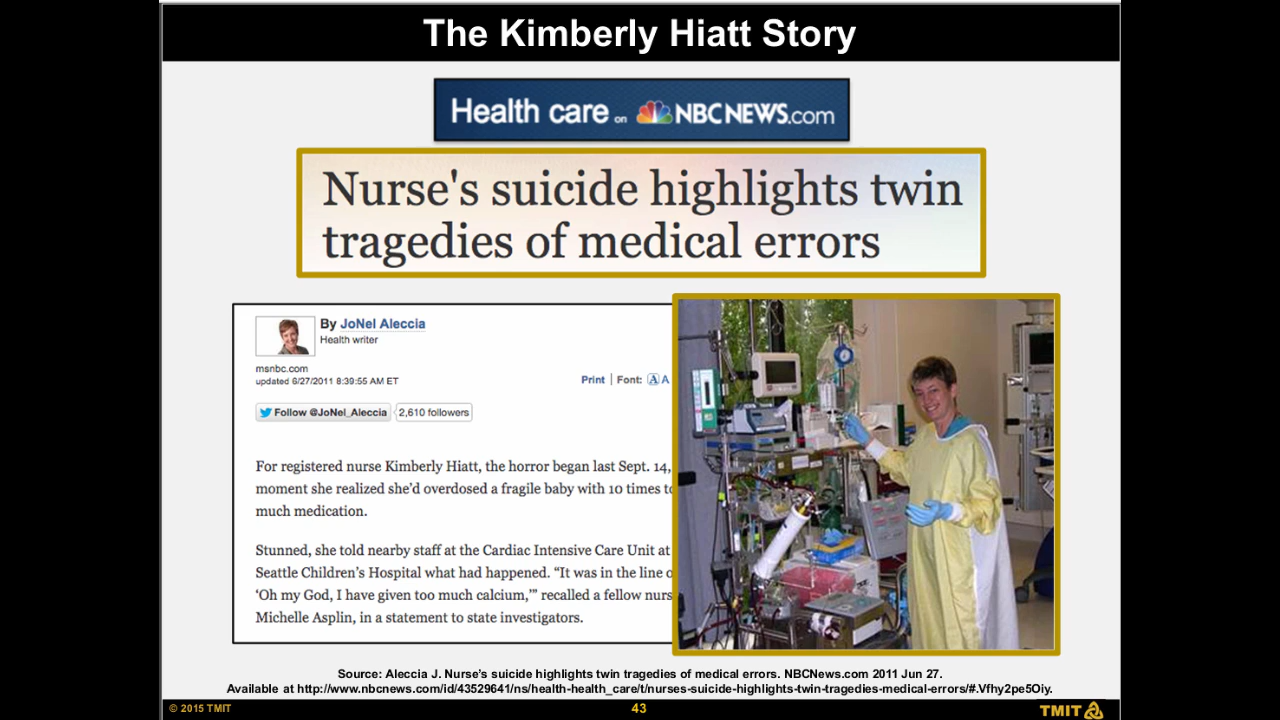 The Kimberly Hiatt Story
Health care on NBCNEWS.com
Nurse's suicide highlights twin
tragedies of medical errors
By JoNel Aleccia
Health writer
msnbc.com
updated 6/27/2011 8:39:55 AM ET
Print | Font: A A
Follow @JoNel_Aleccia 2,610 followers
For registered nurse Kimberly Hiatt, the horror began last Sept. 14,
moment she realized she'd overdosed a fragile baby with 10 times
much medication.
Stunned, she told nearby staff at the Cardiac Intensive Care Unit at
Seattle Children's Hospital what had happened. “It was in the line
‘Oh my God, I have given too much calcium,’” recalled a fellow
Michelle Asplin, in a statement to state investigators.
Source: Aleccia J. Nurse's suicide highlights twin tragedies of medical errors. NBCNews.com 2011 Jun 27.
Available at http://www.nbcnews.com/id/43529641/ns/health-health_care/t/nurses-suicide-highlights-twin-tragedies-medical-errors/#.Vfhy2pe5Oiy.
© 2015 TMIT
43
TMIT